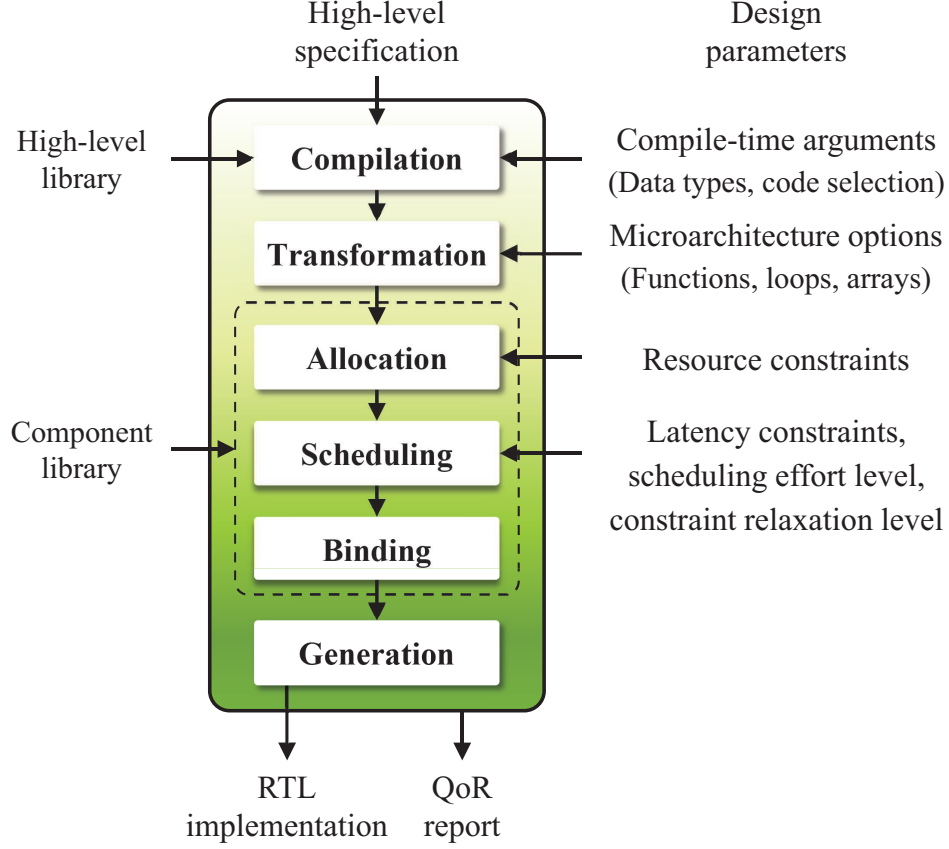 High-level
specification
Design
parameters
High-level
library
Compilation
Compile-time arguments
(Data types, code selection)
Transformation
Microarchitecture options
(Functions, loops, arrays)
Allocation
Resource constraints
Component
library
Scheduling
Latency constraints,
scheduling effort level,
constraint relaxation level
Binding
Generation
RTL
implementation
QoR
report